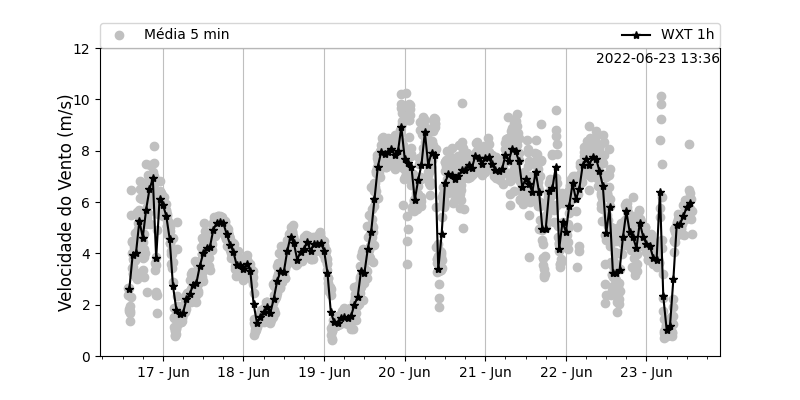 Média 5 min
WXT 1h
2022-06-23 13:36
Velocidade do Vento (m/s)
12
10
8
6
4
2
0
17 - Jun
18 - Jun
19 - Jun
20 - Jun
21 - Jun
22 - Jun
23 - Jun